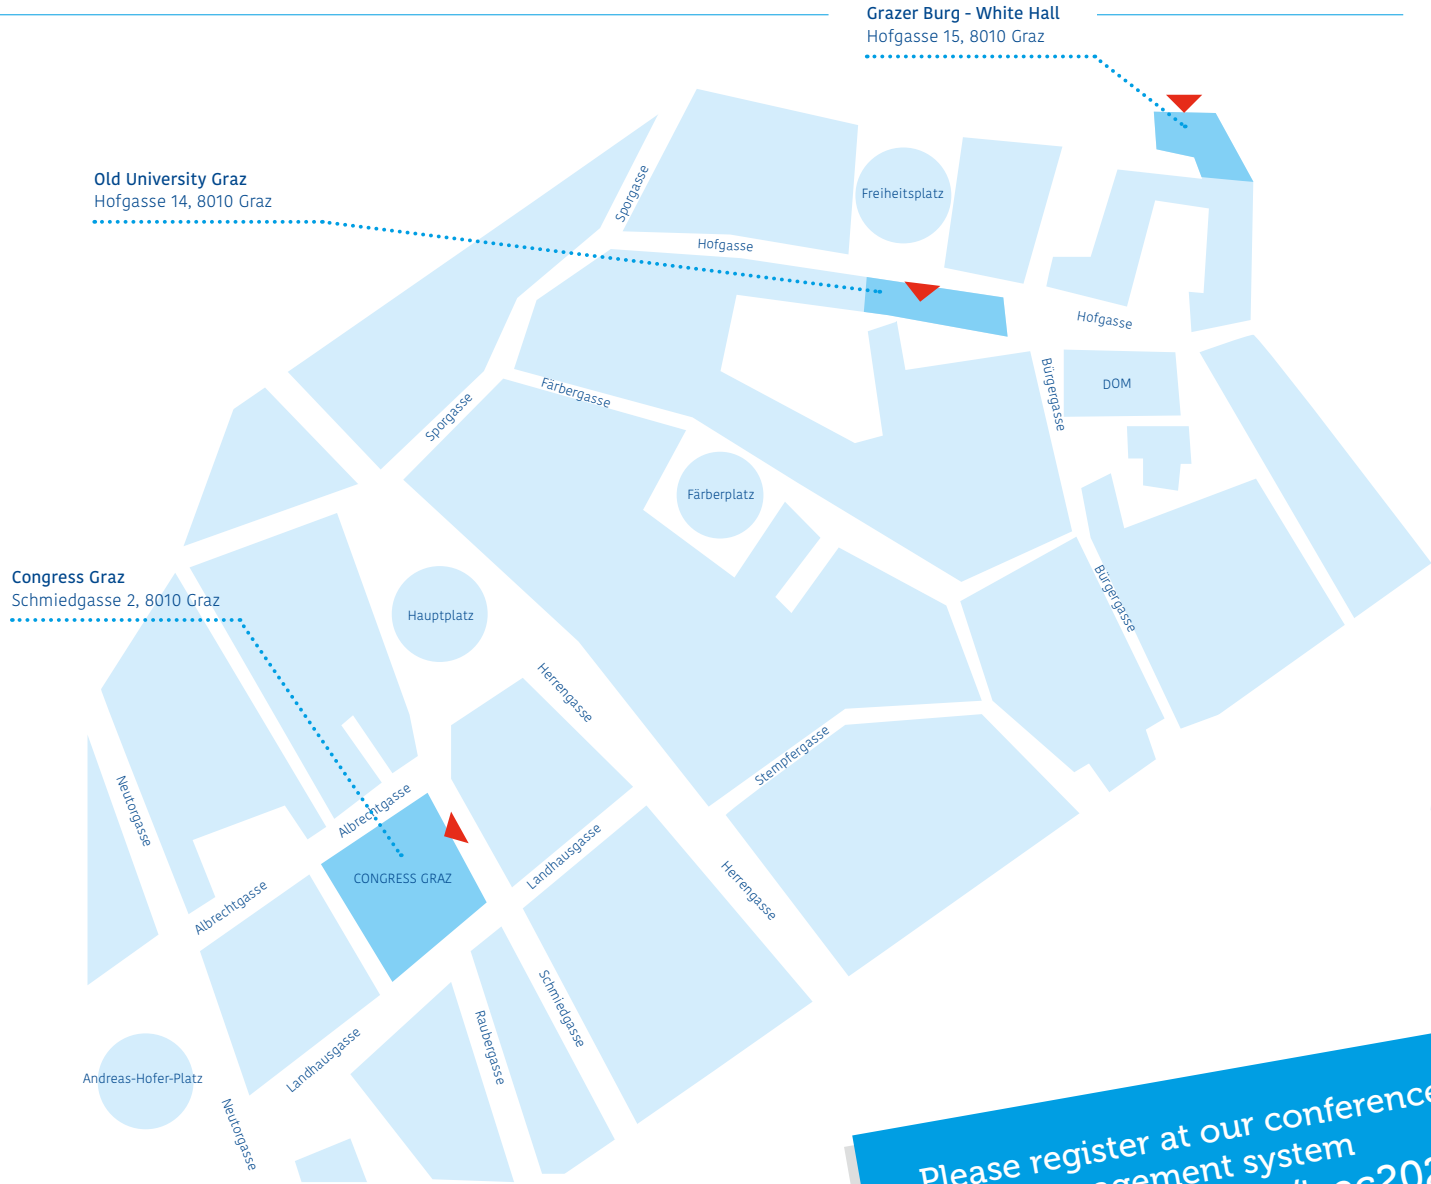 Grazer Burg - White Hall
Hofgasse 15, 8010 Graz
Old University Graz
Hofgasse 14, 8010 Graz
Sporgasse
Freiheitsplatz
Hofgasse
Hofgasse
Bürgergasse
DOM
Färbergasse
Sporgasse
Färberplatz
Congress Graz
Schmiedgasse 2, 8010 Graz
Hauptplatz
Bürgergasse
Herrengasse
Stempfergasse
Neutorgasse
Albrechtgasse
Landhausgasse
CONGRESS GRAZ
Herrengasse
Albrechtgasse
Schmiedgasse
Raubergasse
Landhausgasse
Andreas-Hofer-Platz
Neutorgasse
Please register at our conference
system